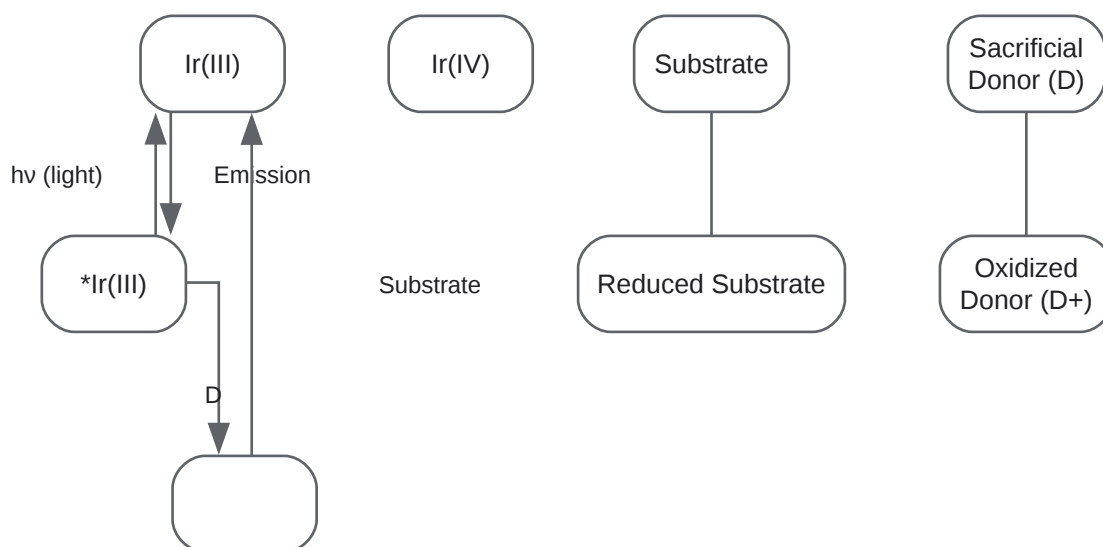 Ir(III)
Ir(IV)
Substrate
Sacrificial
Donor (D)
hν (light)
Emission
*Ir(III)
Substrate
Reduced Substrate
Oxidized
Donor (D+)
D